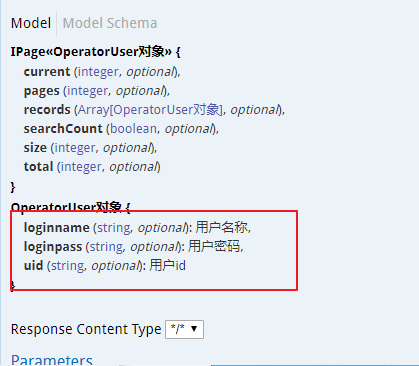 Model Model Schema
IPage«OperatorUser对象» {
current (integer, optional),
pages (integer, optional),
records (Array[OperatorUser对象], optional),
searchCount (boolean, optional),
size (integer, optional),
total (integer, optional)
}
OperatorUser对象 {
loginname (string, optional): 用户名称,
loginpass (string, optional): 用户密码,
uid (string, optional): 用户id
}
Response Content Type */*
Parameters